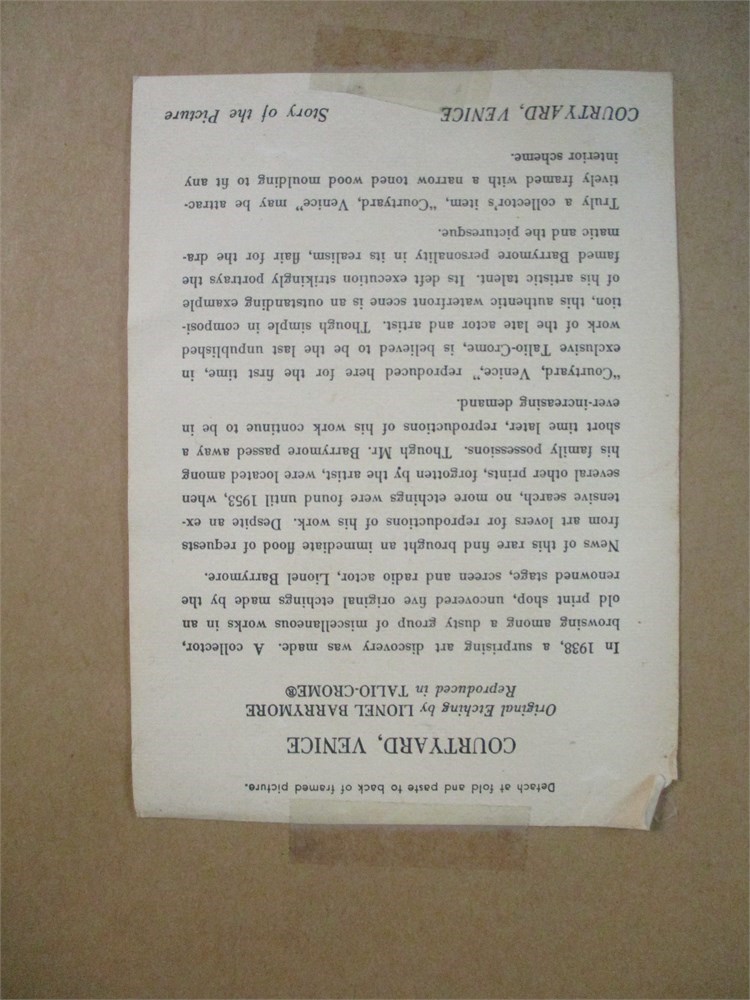 Detach at fold and paste to back of framed picture.
COURTYARD, VENICE
Original Etching by LIONEL BARRYMORE
Reproduced in TALIO-CROME®
In 1938, a surprising art discovery was made. A collector,
browsing among a dusty group of miscellaneous works in an
old print shop, uncovered five original etchings made by the
renowned stage, screen and radio actor, Lionel Barrymore.
News of this rare find brought an immediate flood of requests
from art lovers for reproductions of his work. Despite an ex-
tensive search, no more etchings were found until 1953, when
several other prints, forgotten by the artist, were located among
his family possessions. Though Mr. Barrymore passed away a
short time later, reproductions of his work continue to be in
ever-increasing demand.
“Courtyard, Venice,” reproduced here for the first time, in
exclusive Talio-Crome, is believed to be the last unpublished
work of the late actor and artist. Though simple in composi-
tion, this authentic waterfront scene is an outstanding example
of his artistic talent. Its deft execution strikingly portrays the
famed Barrymore personality in its realism, flair for the dra-
matic and the picturesque.
Truly a collector’s item, “Courtyard, Venice” may be attrac-
tively framed with a narrow toned wood moulding to fit any
interior scheme.
COURTYARD, VENICE Story of the Picture